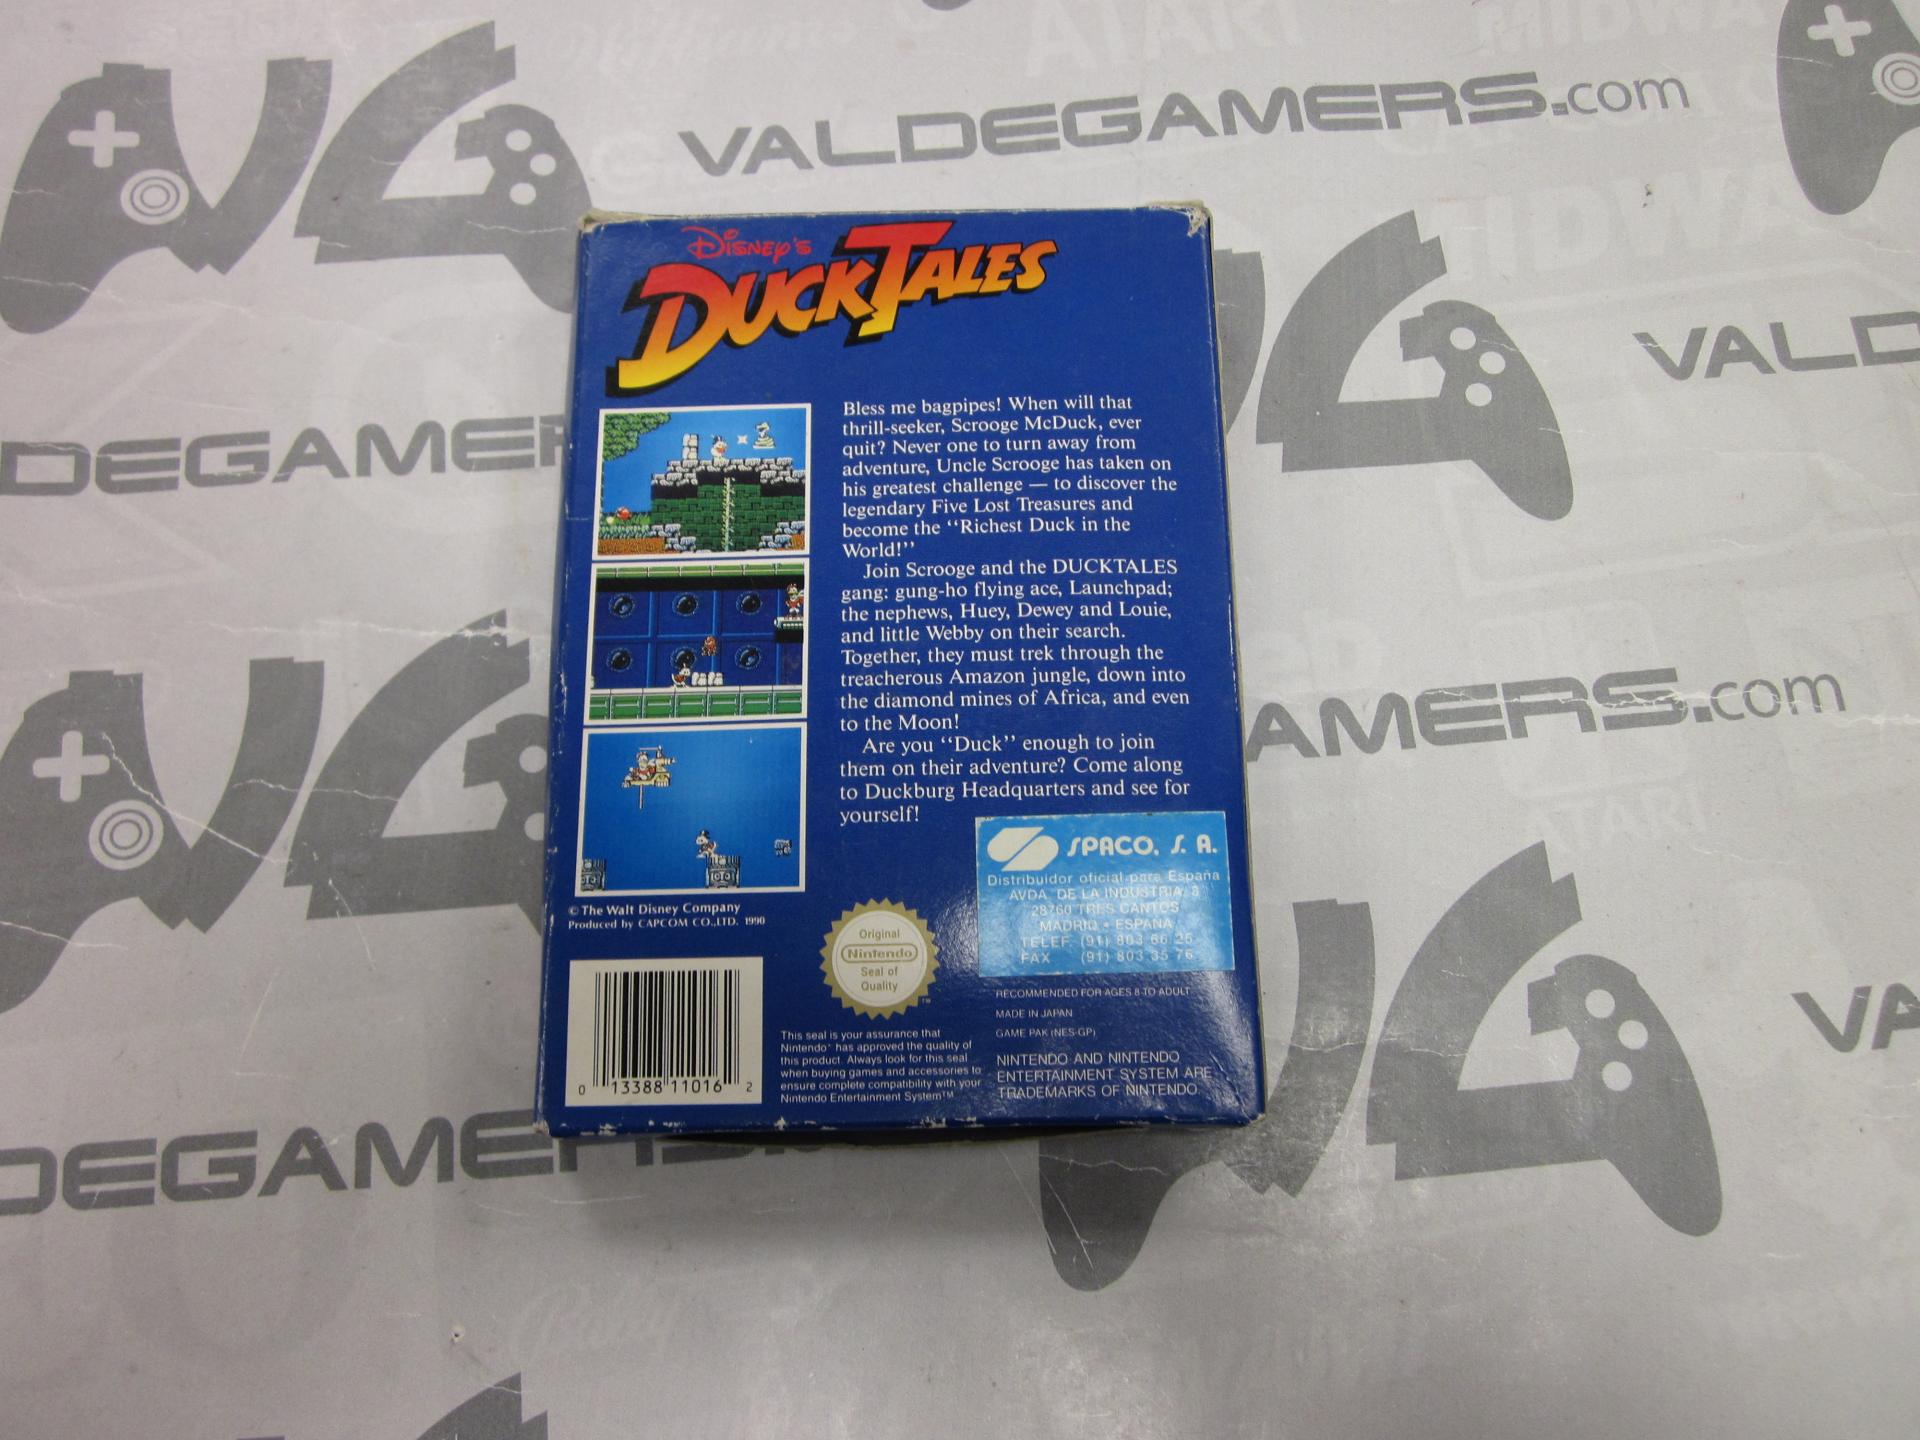 VALDEGAMERS.com
DISNEY'S
DUCKTALES
VALD
DEGAMER
Bless me bagpipes! When will that
thrill-seeker, Scrooge McDuck, ever
quit? Never one to turn away from
adventure, Uncle Scrooge has taken on
his greatest challenge — to discover the
legendary Five Lost Treasures and
become the "Richest Duck in the
World!"
Join Scrooge and the DUCKTALES
gang: gung-ho flying ace, Launchpad;
the nephews, Huey, Dewey and Louie,
and little Webby on their search.
Together, they must trek through the
treacherous Amazon jungle, down into
the diamond mines of Africa, and even
to the Moon!
Are you "Duck" enough to join
them on their adventure? Come along
to Duckburg Headquarters and see for
yourself!
AMERS.com
SPACO, S. A.
Distribuidor oficial para España
AVDA. DE LA INDUSTRIA, 8
28760 TRES CANTOS
MADRID - ESPAÑA
TELEF. (91) 803 66 25
FAX (91) 803 35 76
© The Walt Disney Company
Produced by CAPCOM CO.,LTD. 1990
Original
Nintendo
Seal of
Quality
TM
RECOMMENDED FOR AGES 8 TO ADULT
MADE IN JAPAN
GAME PAK (NES-GP)
NINTENDO AND NINTENDO
ENTERTAINMENT SYSTEM ARE
TRADEMARKS OF NINTENDO.
This seal is your assurance that
Nintendo has approved the quality of
this product. Always look for this seal
when buying games and accessories to
ensure complete compatibility with your
Nintendo Entertainment System™
0 13388 11016 2
VA
DEGAMERS